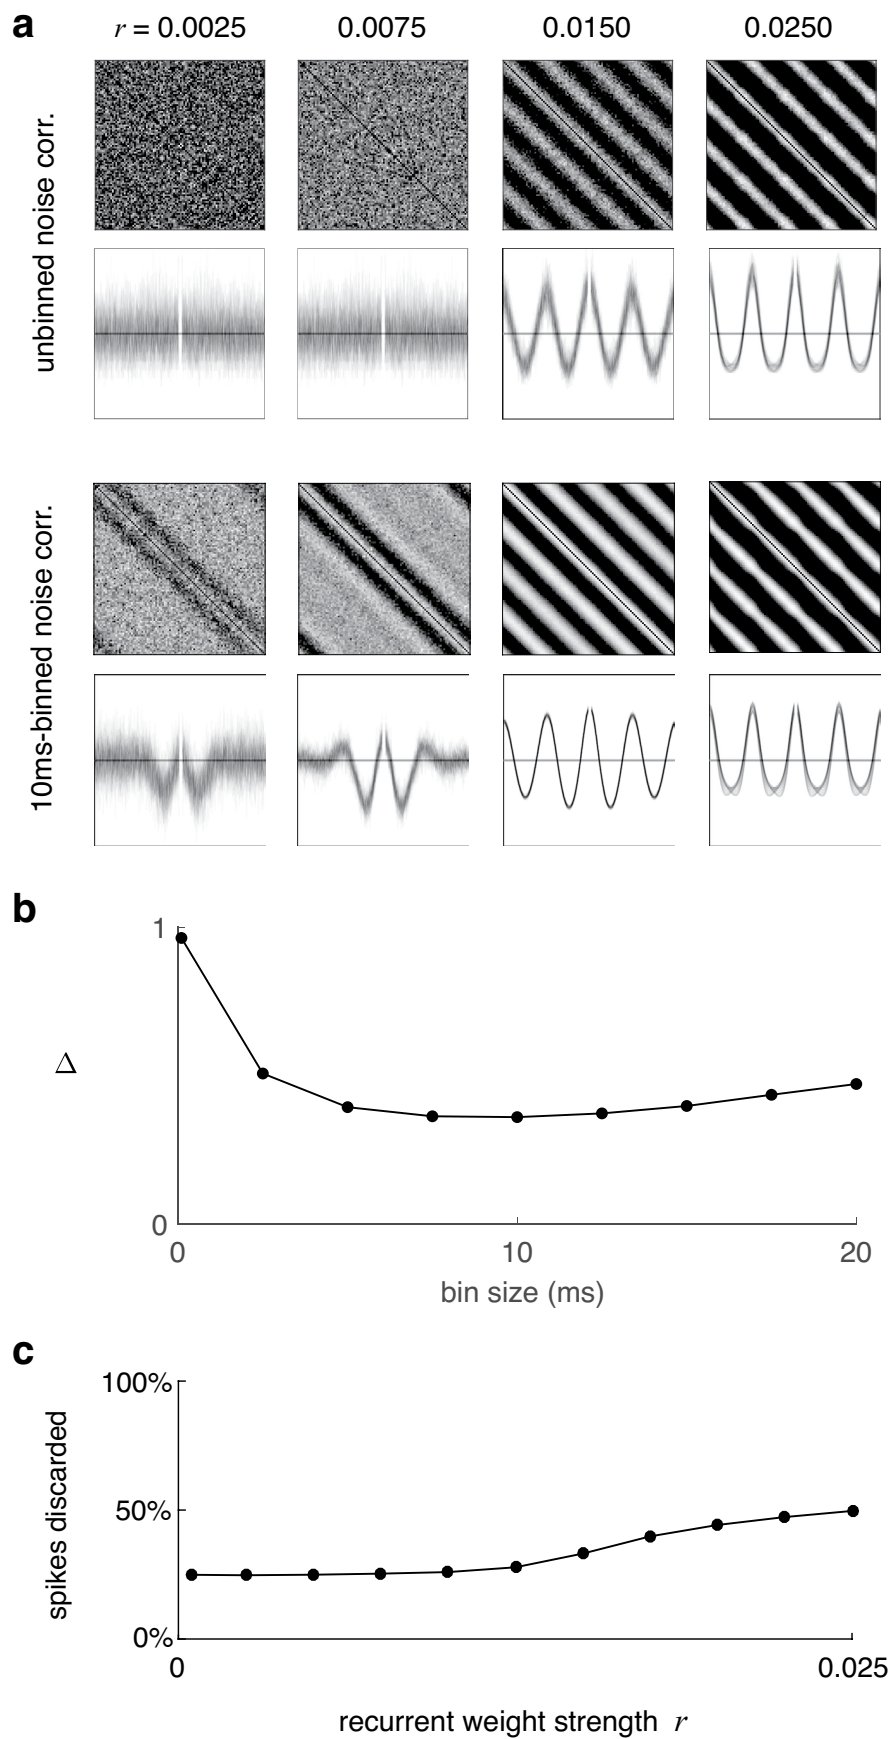 a
r = 0.0025 0.0075 0.0150 0.0250
unbinned noise corr.
10ms-binned noise corr.
b
1
Δ
0
0 10 20
bin size (ms)
c
100%
50%
spikes discarded
0%
0 0.025
recurrent weight strength r